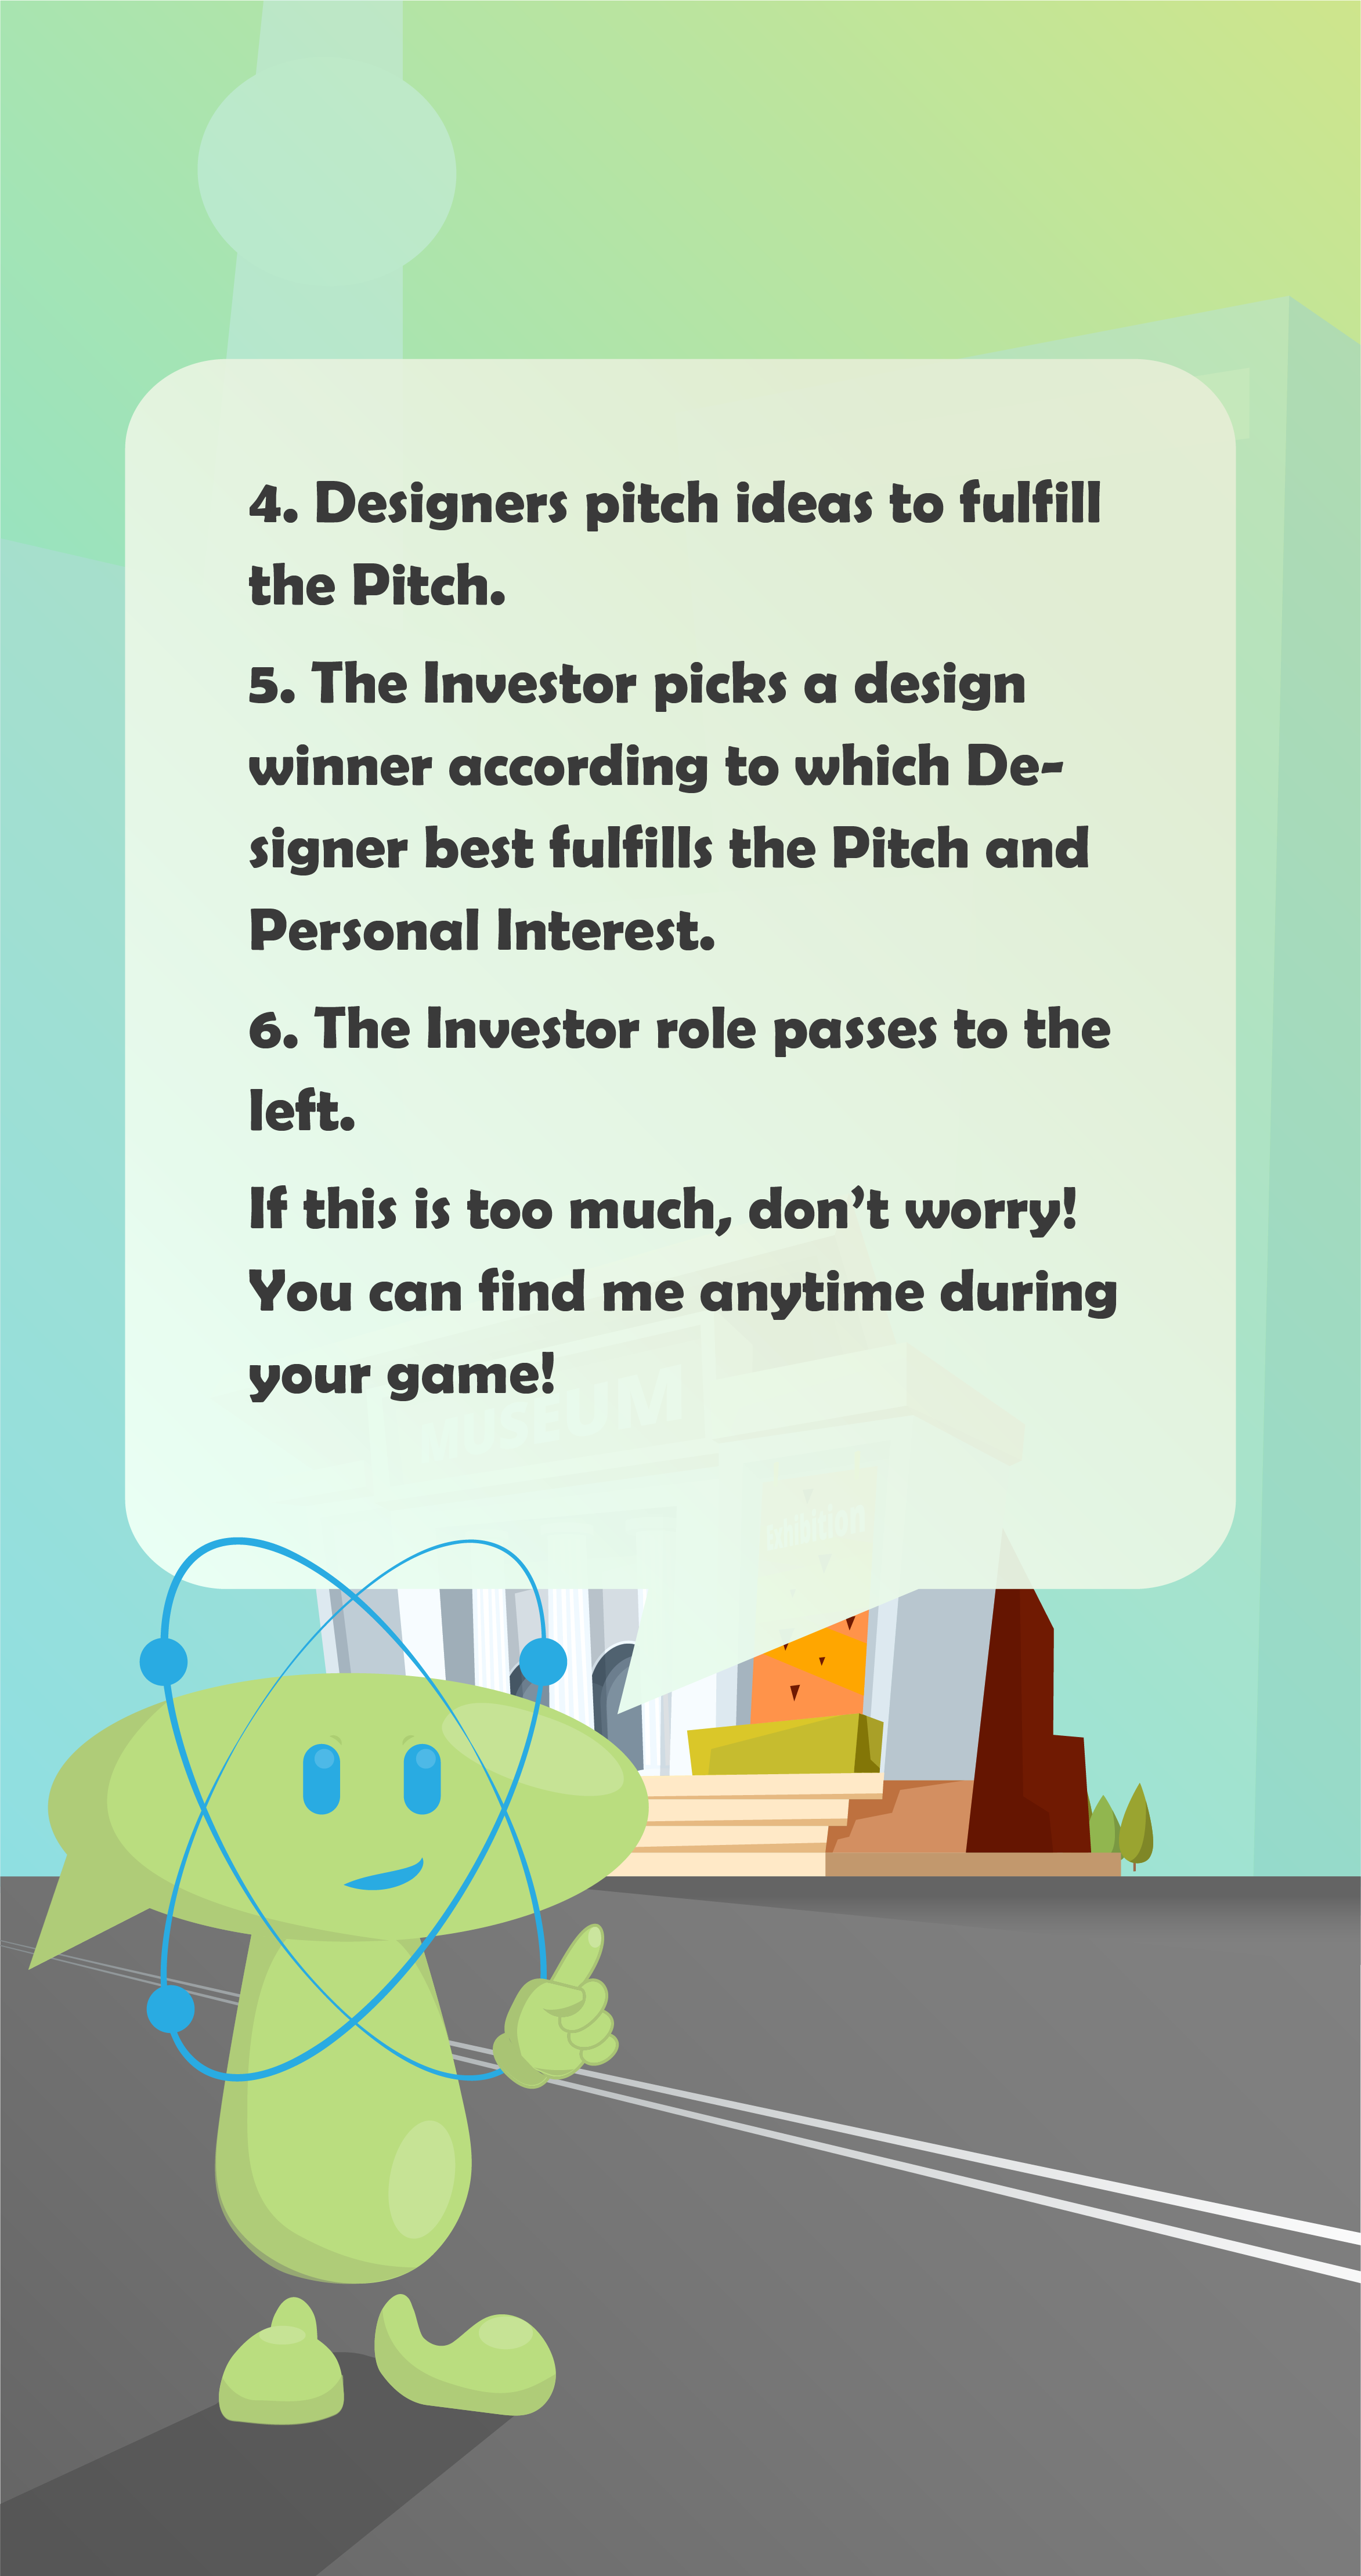 4. Designers pitch ideas to fulfill
the Pitch.
5. The Investor picks a design
winner according to which De-
signer best fulfills the Pitch and
Personal Interest.
6. The Investor role passes to the
left.
If this is too much, don’t worry!
You can find me anytime during
your game!
MUSEUM
Exhibition